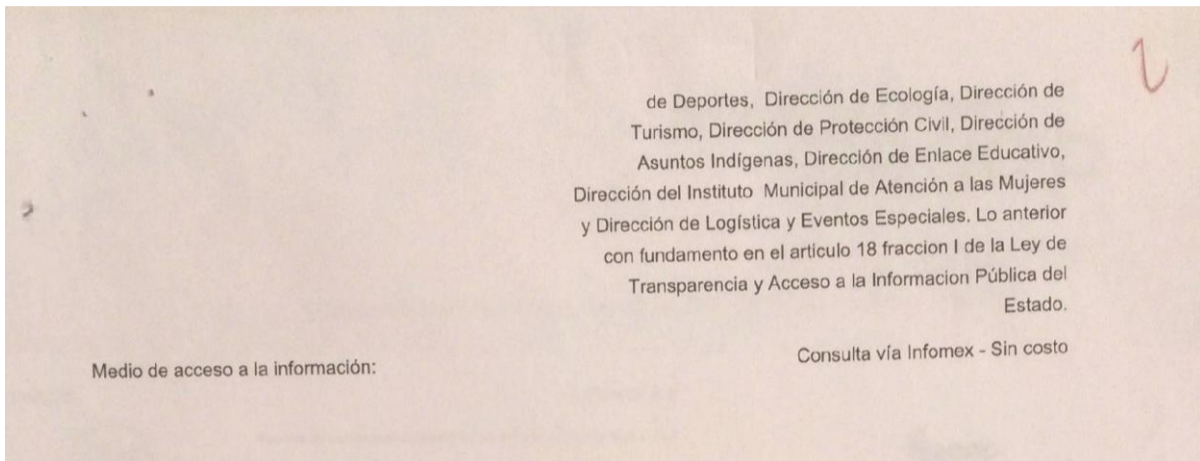 de Deportes, Dirección de Ecología, Dirección de
Turismo, Dirección de Protección Civil, Dirección de
Asuntos Indígenas, Dirección de Enlace Educativo,
Dirección del Instituto Municipal de Atención a las Mujeres
y Dirección de Logística y Eventos Especiales. Lo anterior
con fundamento en el articulo 18 fraccion I de la Ley de
Transparencia y Acceso a la Informacion Pública del
Estado.
Medio de acceso a la información: Consulta vía Infomex - Sin costo